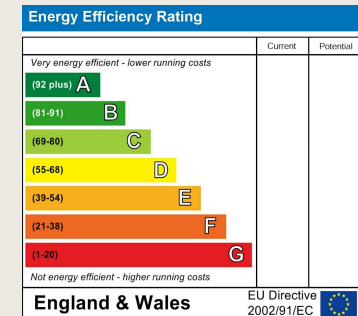 Energy Efficiency Rating
Current Potential
Very energy efficient - lower running costs
(92 plus) A
(81-91) B
(69-80) C
(55-68) D
(39-54) E
(21-38) F
(1-20) G
Not energy efficient - higher running costs
England & Wales
EU Directive
2002/91/EC